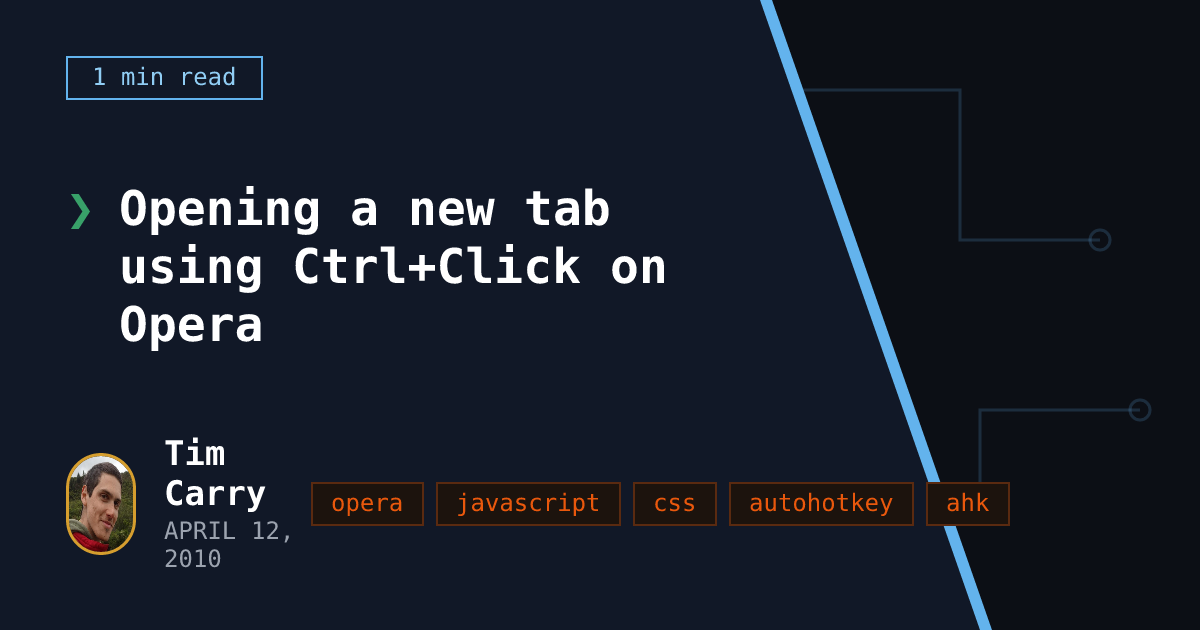 1 min read
❯ Opening a new tab
using Ctrl+Click on
Opera
Tim
Carry
APRIL 12,
2010
opera javascript css autohotkey ahk